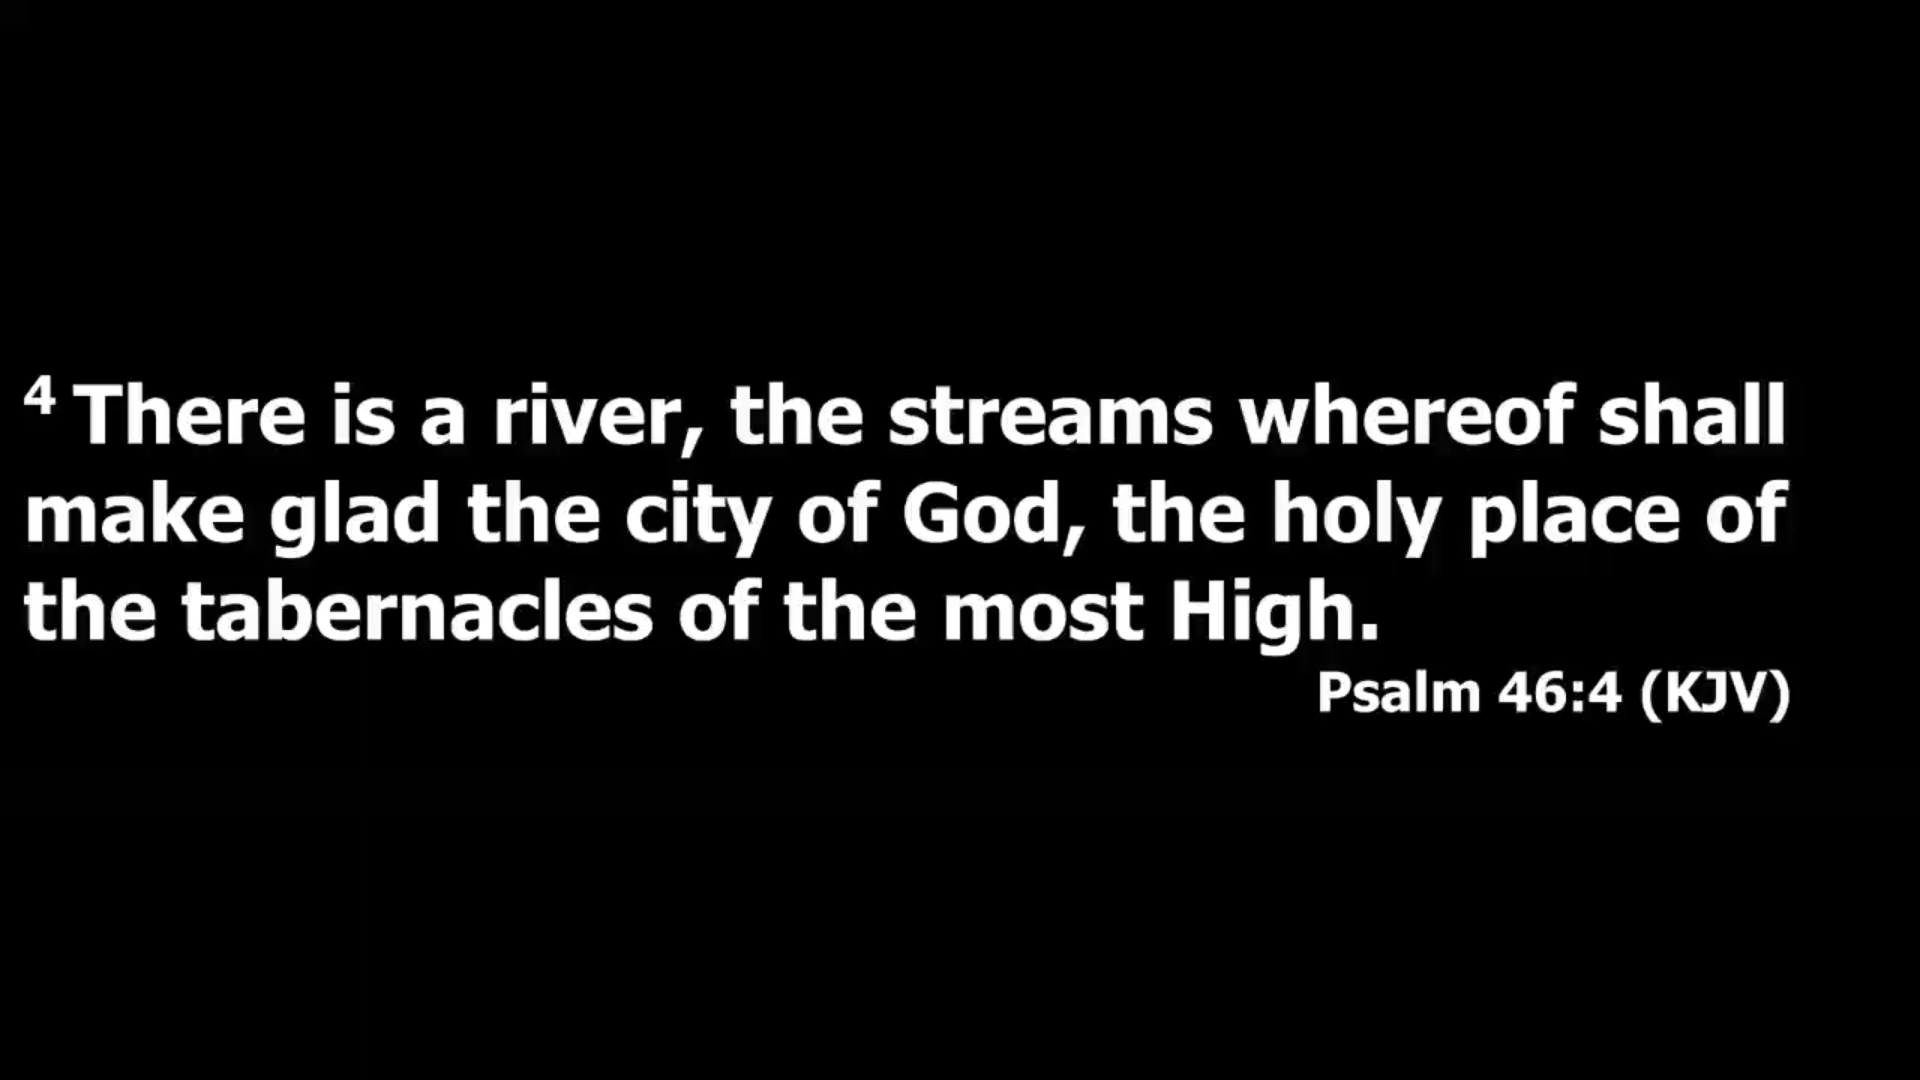 4 There is a river, the streams whereof shall
make glad the city of God, the holy place of
the tabernacles of the most High.
Psalm 46:4 (KJV)